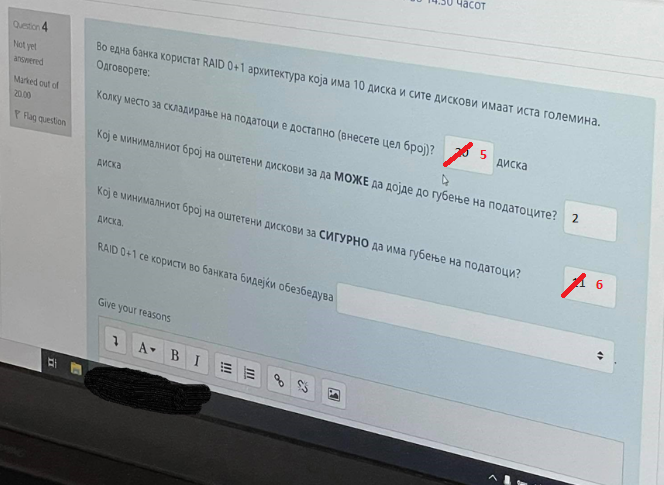 14:30 часот
Question 4
Not yet
answered
Marked out of
20.00
Flag question
Во една банка користат RAID 0+1 архитектура која има 10 диска и сите дискови имаат иста големина.
Одговорете:
Колку место за складирање на податоци е достапно (внесете цел број)? 20 5 диска
Кој е минималниот број на оштетени дискови за да МОЖЕ да дојде до губење на податоците? 2
диска
Кој е минималниот број на оштетени дискови за СИГУРНО да има губење на податоци? 11 6
диска.
RAID 0+1 се користи во банката бидејќи обезбедува .
Give your reasons
A B I